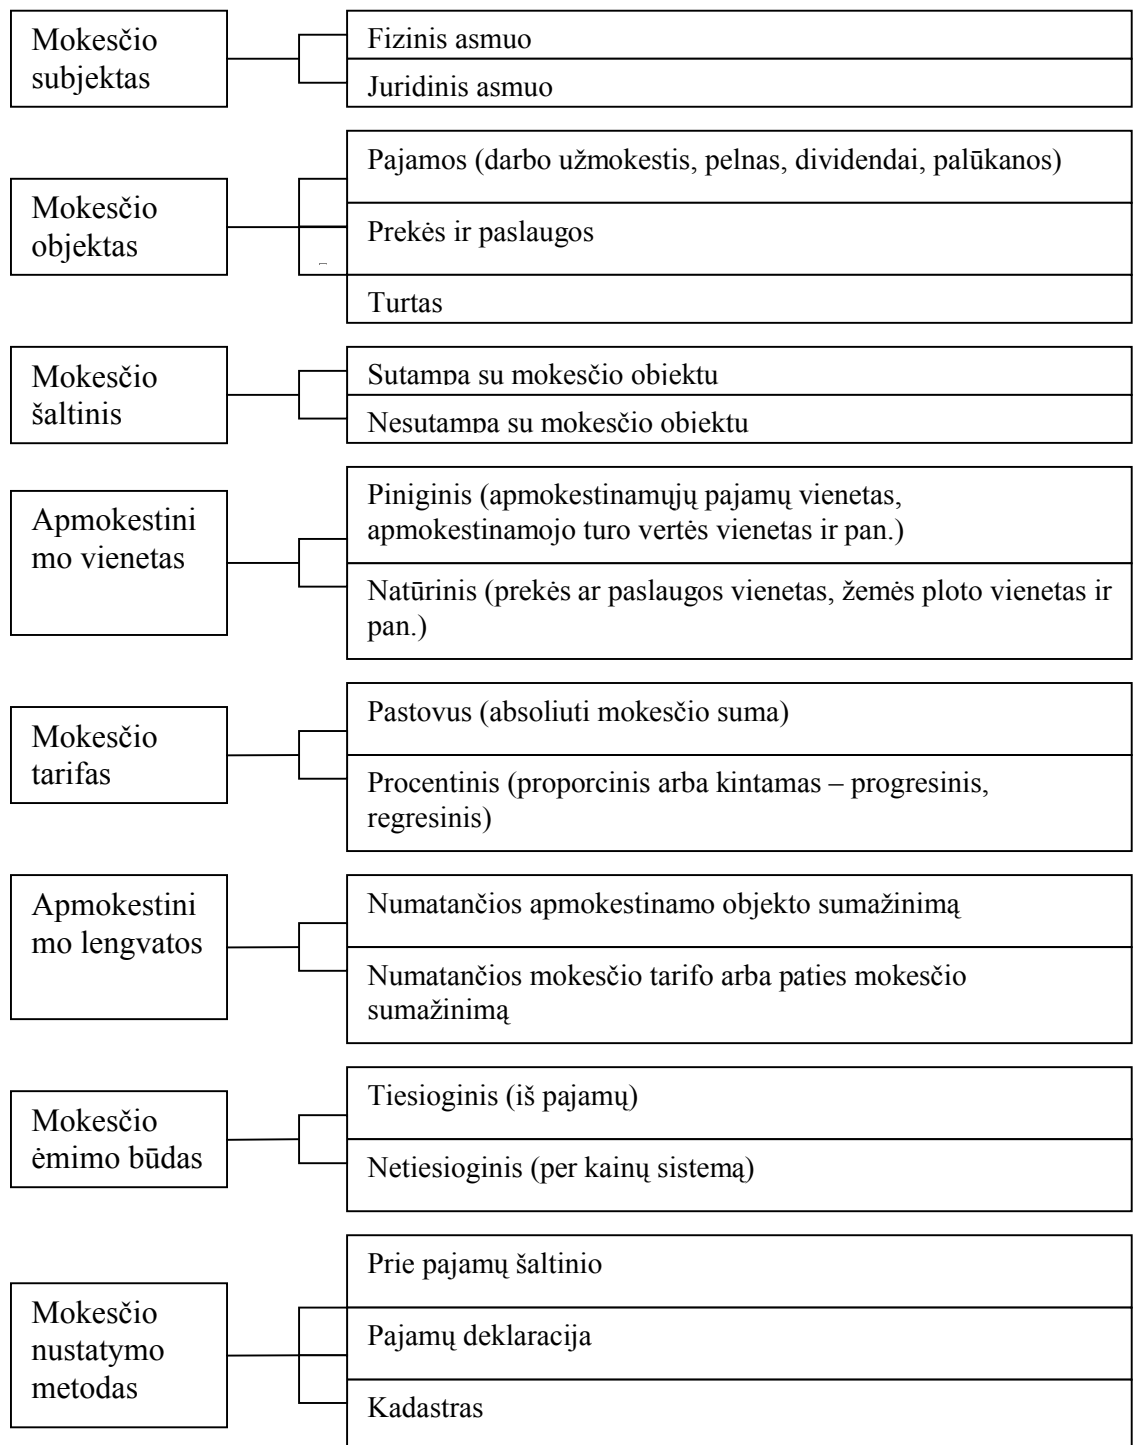 Mokesčio
subjektas
Fizinis asmuo
Juridinis asmuo
Mokesčio
objektas
Pajamos (darbo užmokestis, pelnas, dividendai, palūkanos)
Prekės ir paslaugos
Turtas
Mokesčio
šaltinis
Sutampa su mokesčio objektu
Nesutampa su mokesčio objektu
Apmokestini
mo vienetas
Piniginis (apmokestinamųjų pajamų vienetas,
apmokestinamojo turo vertės vienetas ir pan.)
Natūrinis (prekės ar paslaugos vienetas, žemės ploto vienetas ir
pan.)
Mokesčio
tarifas
Pastovus (absoliuti mokesčio suma)
Procentinis (proporcinis arba kintamas – progresinis,
regresinis)
Apmokestini
mo lengvatos
Numatančios apmokestinamo objekto sumažinimą
Numatančios mokesčio tarifo arba paties mokesčio
sumažinimą
Mokesčio
ėmimo būdas
Tiesioginis (iš pajamų)
Netiesioginis (per kainų sistemą)
Mokesčio
nustatymo
metodas
Prie pajamų šaltinio
Pajamų deklaracija
Kadastras